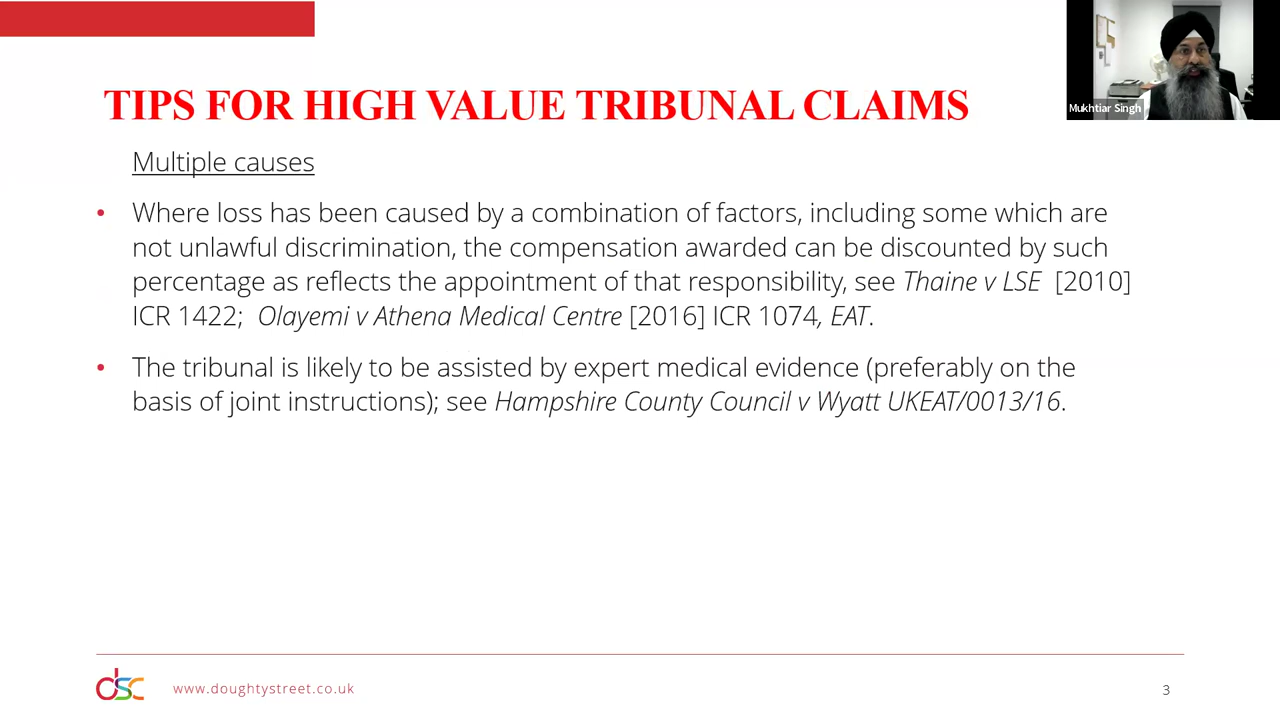 TIPS FOR HIGH VALUE TRIBUNAL CLAIMS
Mukhtiar Singh
Multiple causes
• Where loss has been caused by a combination of factors, including some which are
not unlawful discrimination, the compensation awarded can be discounted by such
percentage as reflects the appointment of that responsibility, see Thaine v LSE [2010]
ICR 1422; Olayemi v Athena Medical Centre [2016] ICR 1074, EAT.
• The tribunal is likely to be assisted by expert medical evidence (preferably on the
basis of joint instructions); see Hampshire County Council v Wyatt UKEAT/0013/16.
dsc
www.doughtystreet.co.uk
3